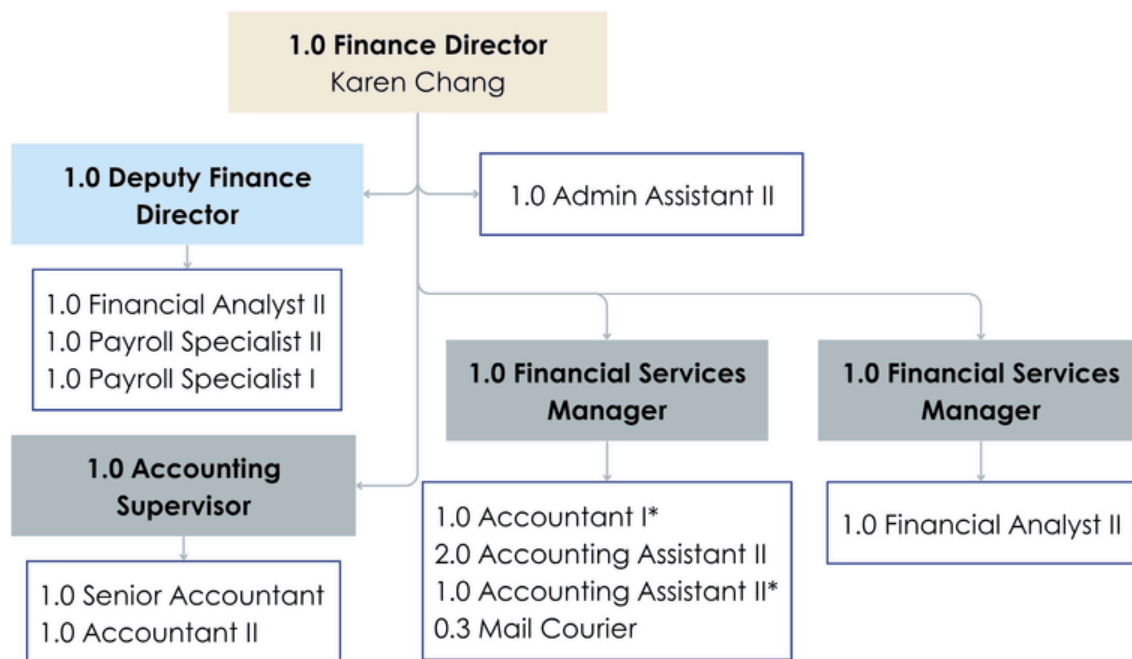 1.0 Finance Director
Karen Chang
1.0 Deputy Finance
Director
1.0 Admin Assistant II
1.0 Financial Analyst II
1.0 Payroll Specialist II
1.0 Payroll Specialist I
1.0 Financial Services
Manager
1.0 Financial Services
Manager
1.0 Accounting
Supervisor
1.0 Accountant I*
2.0 Accounting Assistant II
1.0 Accounting Assistant II*
0.3 Mail Courier
1.0 Financial Analyst II
1.0 Senior Accountant
1.0 Accountant II